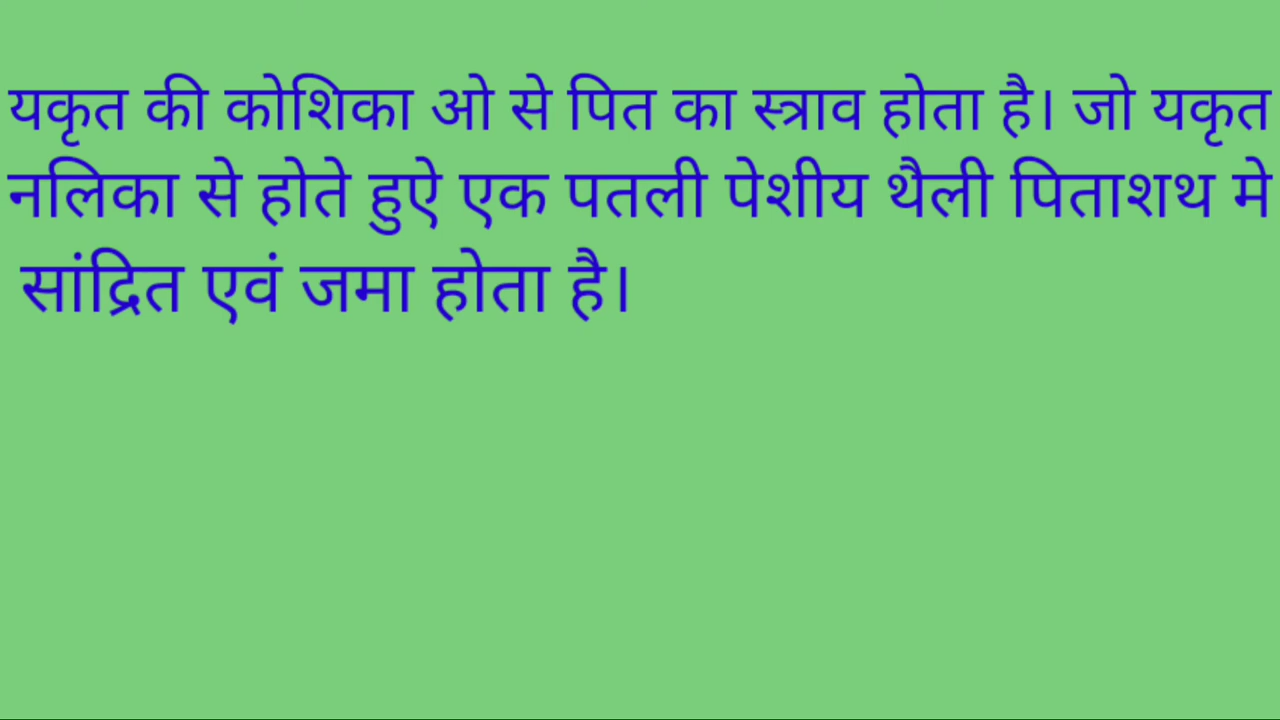 यकृत की कोशिका ओ से पित का स्त्राव होता है। जो यकृत
नलिका से होते हुऐ एक पतली पेशीय थैली पिताशथ मे
सांद्रित एवं जमा होता है।